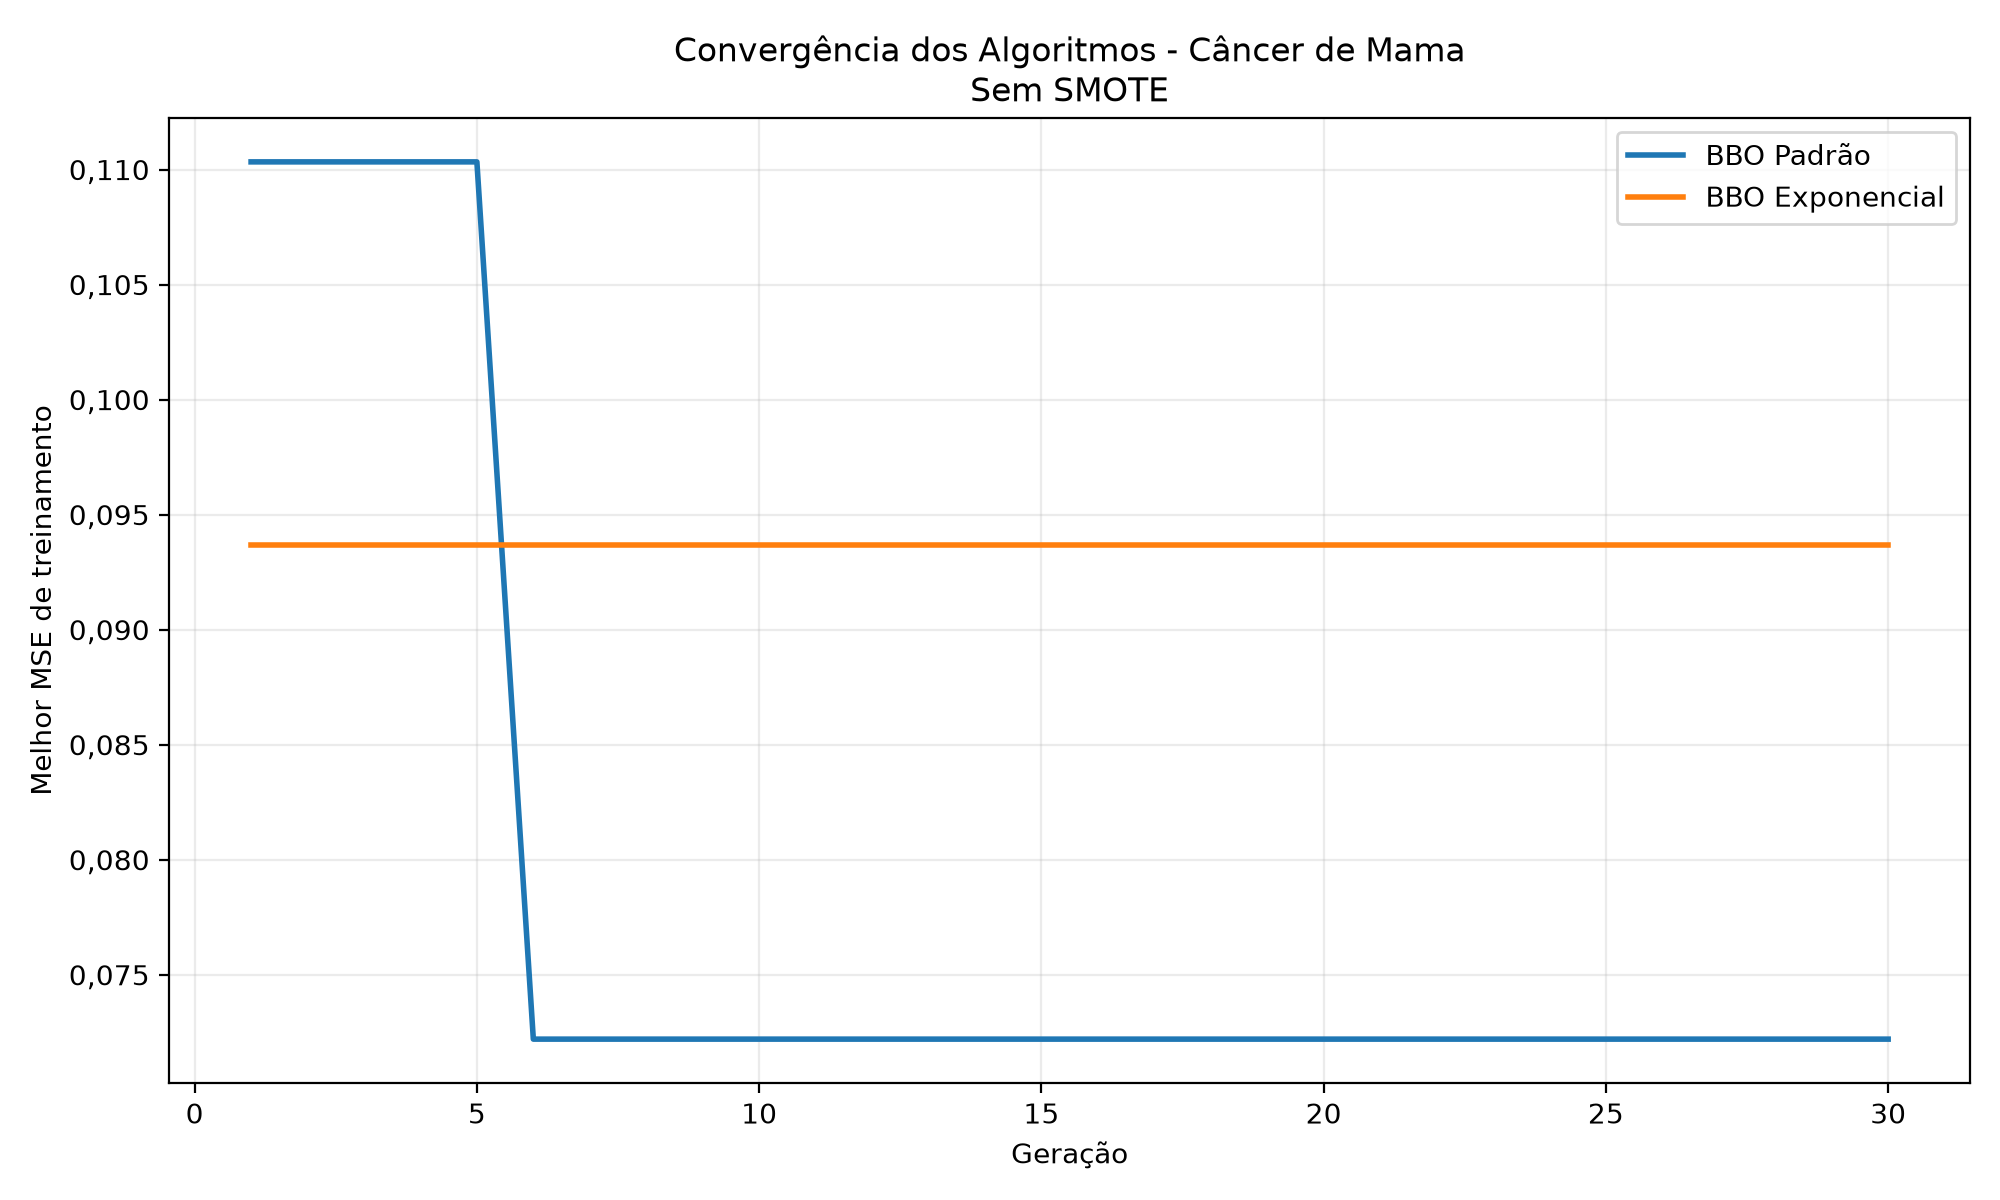 Convergência dos Algoritmos - Câncer de Mama
Sem SMOTE
BBO Padrão
BBO Exponencial
Melhor MSE de treinamento
0,110
0,105
0,100
0,095
0,090
0,085
0,080
0,075
0 5 10 15 20 25 30
Geração